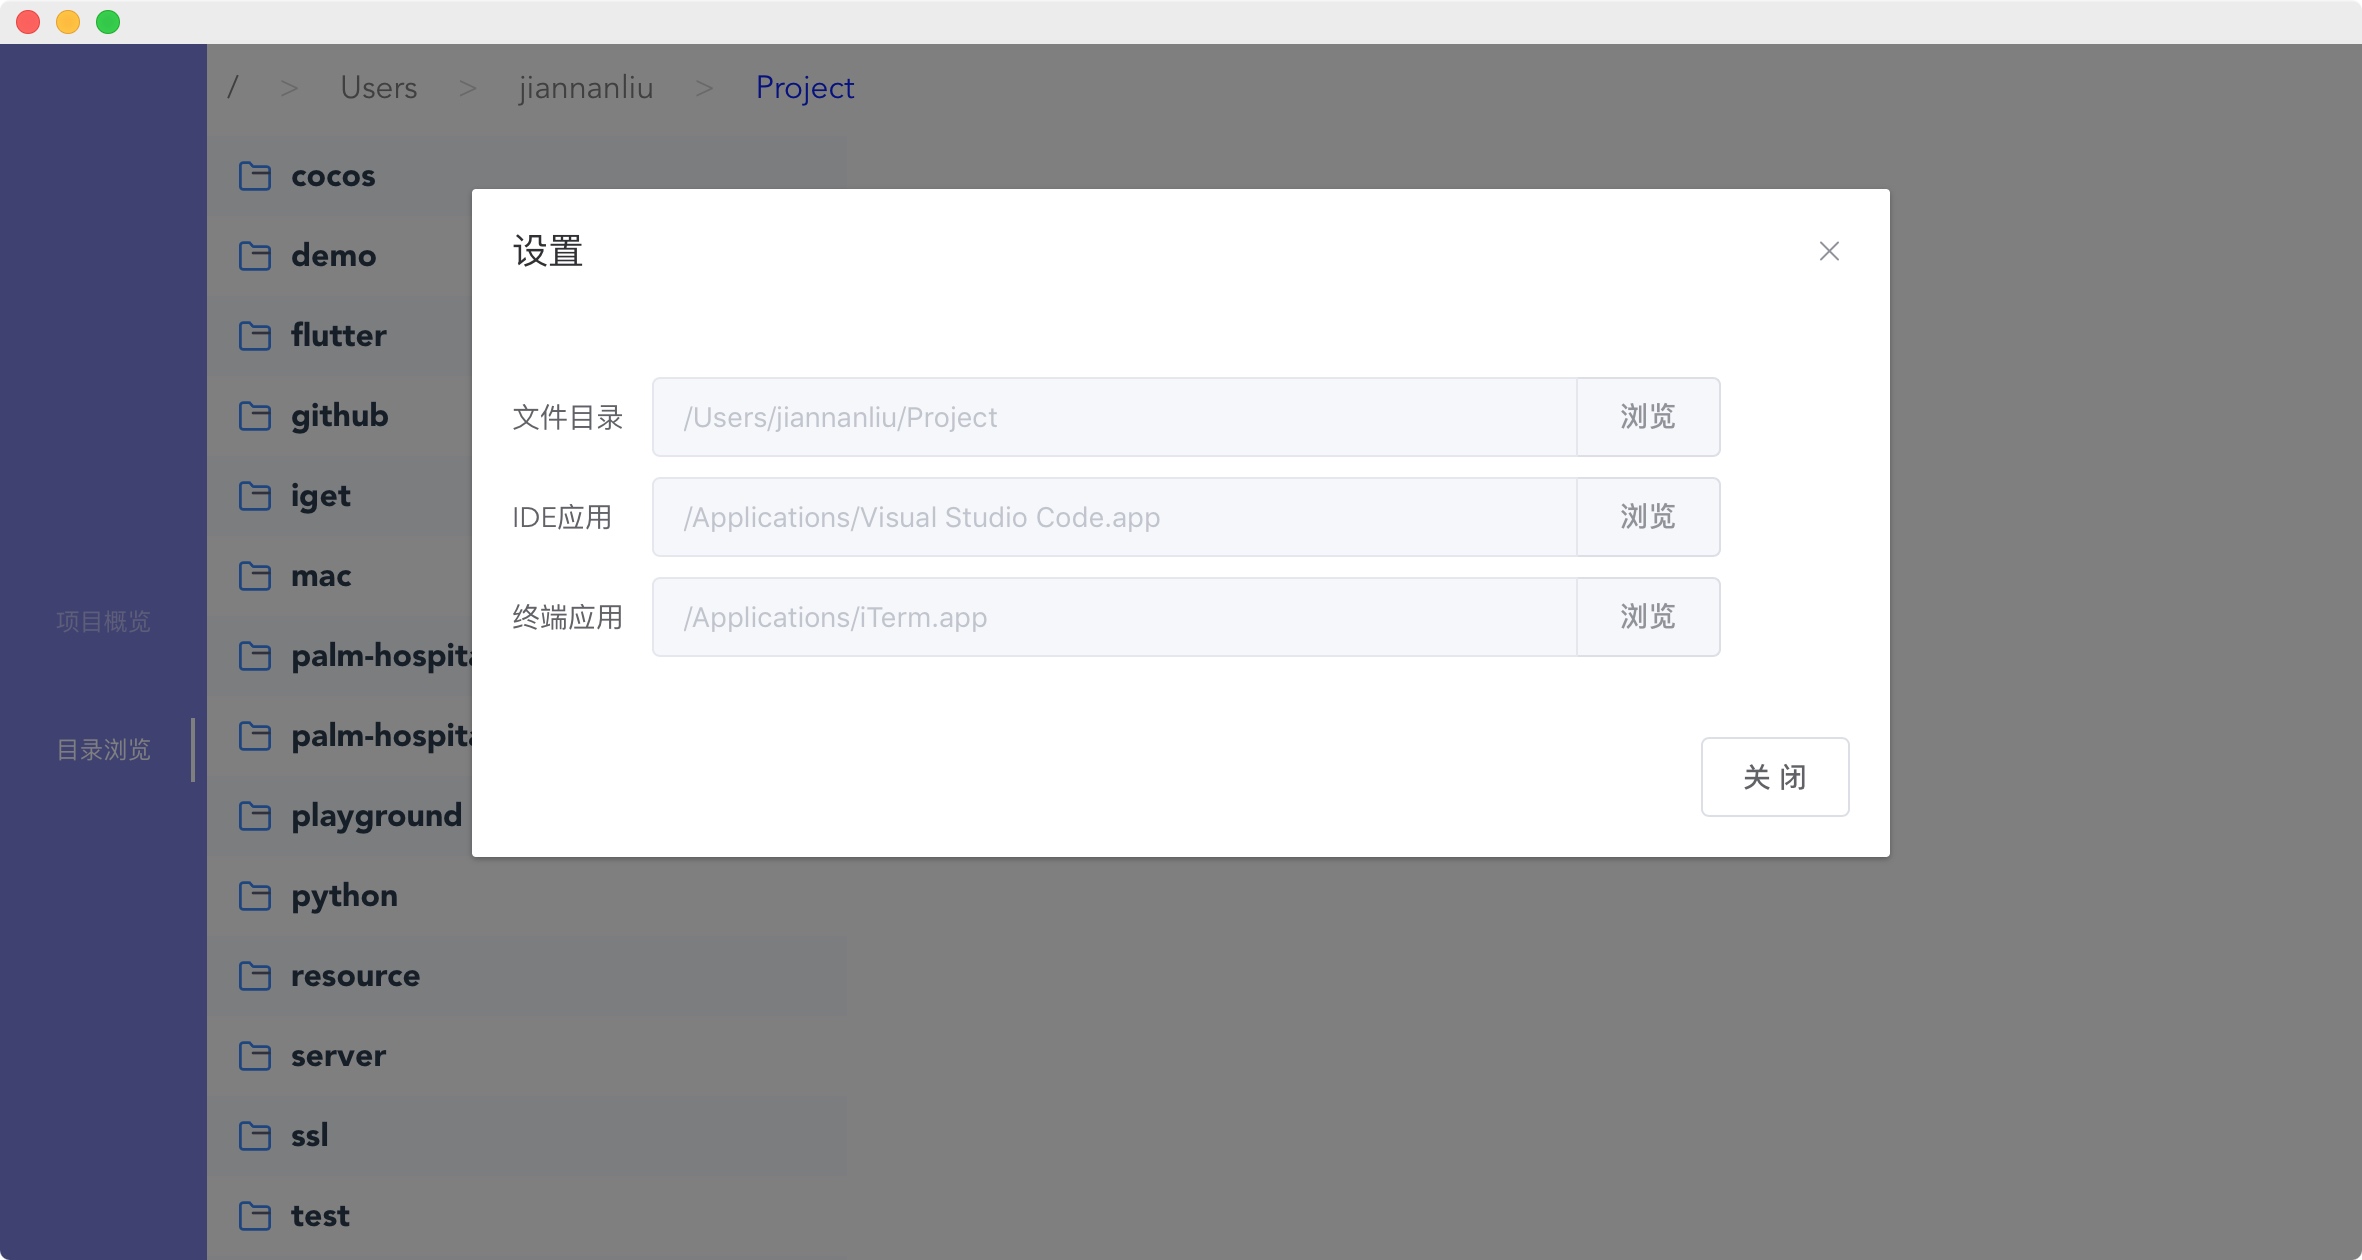 / > Users > jiannanliu > Project
项目概览
目录浏览
cocos
demo
flutter
github
iget
mac
palm-hospita
palm-hospita
playground
python
resource
server
ssl
test
设置
文件目录 /Users/jiannanliu/Project 浏览
IDE应用 /Applications/Visual Studio Code.app 浏览
终端应用 /Applications/iTerm.app 浏览
关 闭